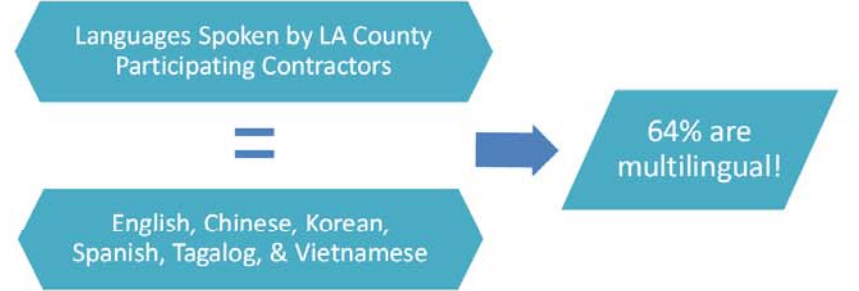 Languages Spoken by LA County
Participating Contractors
=
English, Chinese, Korean,
Spanish, Tagalog, & Vietnamese
64% are
multilingual!